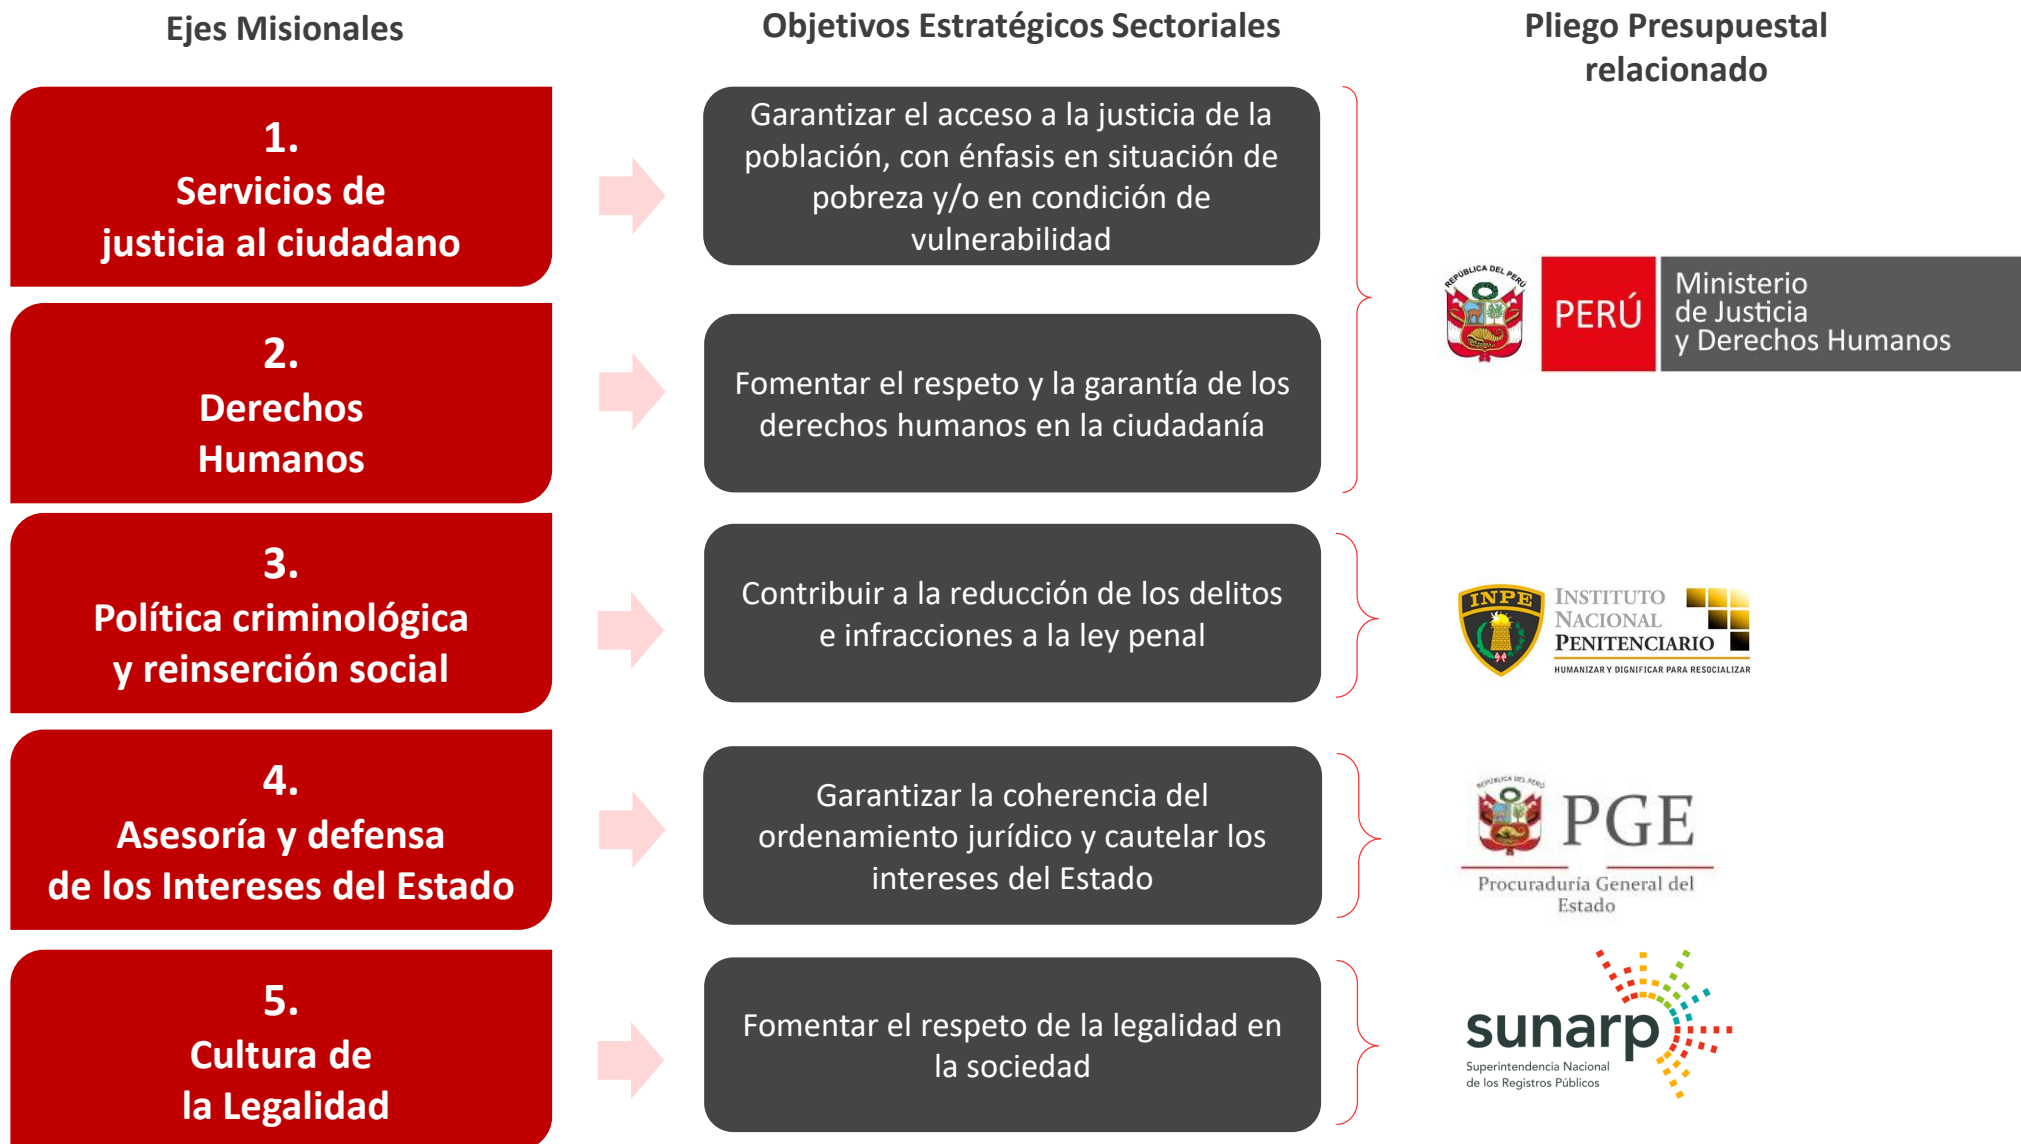 Ejes Misionales
Objetivos Estratégicos Sectoriales
Pliego Presupuestal
relacionado
1.
Servicios de
justicia al ciudadano
Garantizar el acceso a la justicia de la
población, con énfasis en situación de
pobreza y/o en condición de
vulnerabilidad
2.
Derechos
Humanos
Fomentar el respeto y la garantía de los
derechos humanos en la ciudadanía
REPÚBLICA DEL PERÚ
PERÚ
Ministerio
de Justicia
y Derechos Humanos
3.
Política criminológica
y reinserción social
Contribuir a la reducción de los delitos
e infracciones a la ley penal
INPE
INSTITUTO
NACIONAL
PENITENCIARIO
HUMANIZAR Y DIGNIFICAR PARA RESOCIALIZAR
4.
Asesoría y defensa
de los Intereses del Estado
Garantizar la coherencia del
ordenamiento jurídico y cautelar los
intereses del Estado
REPÚBLICA DEL PERÚ
PGE
Procuraduría General del
Estado
5.
Cultura de
la Legalidad
Fomentar el respeto de la legalidad en
la sociedad
sunarp
Superintendencia Nacional
de los Registros Públicos